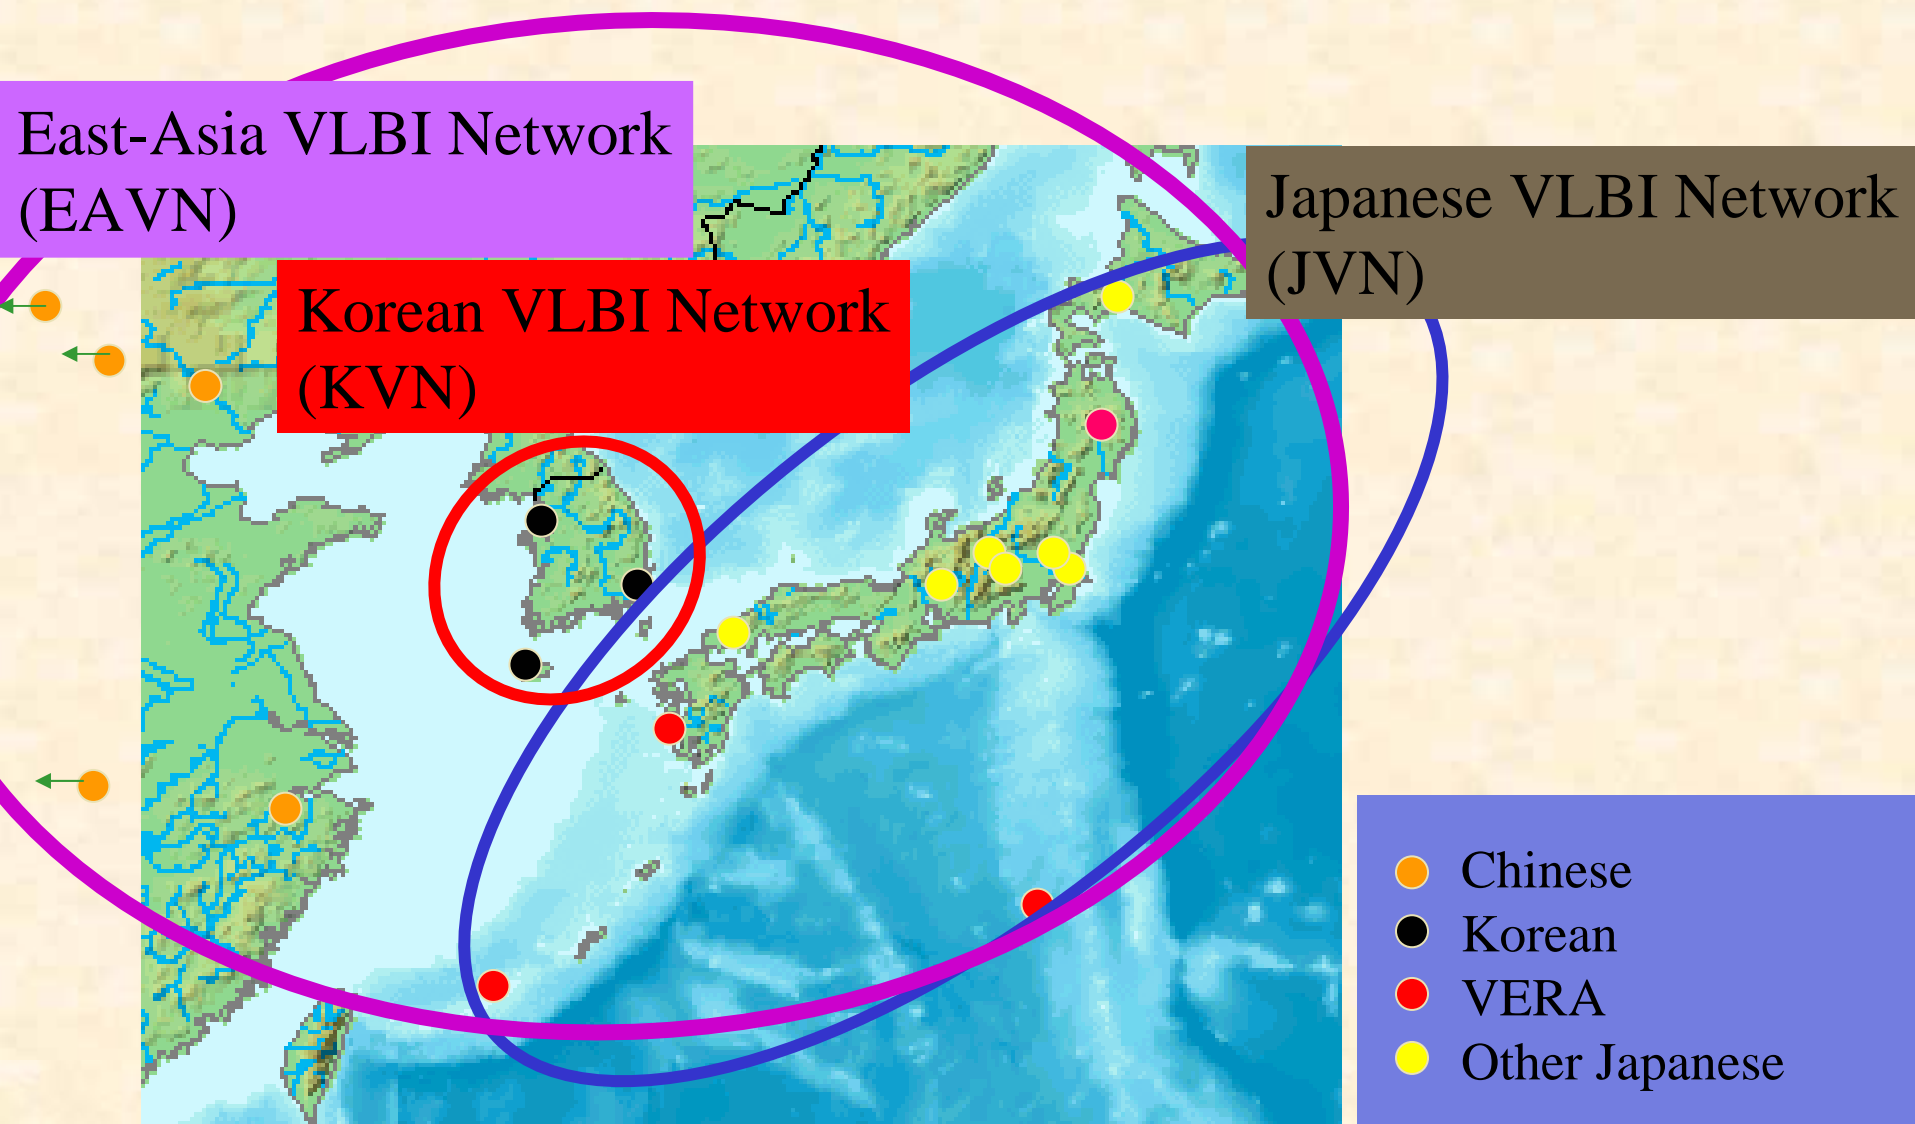 East-Asia VLBI Network
(EAVN)
Japanese VLBI Network
(JVN)
Korean VLBI Network
(KVN)
Chinese
Korean
VERA
Other Japanese